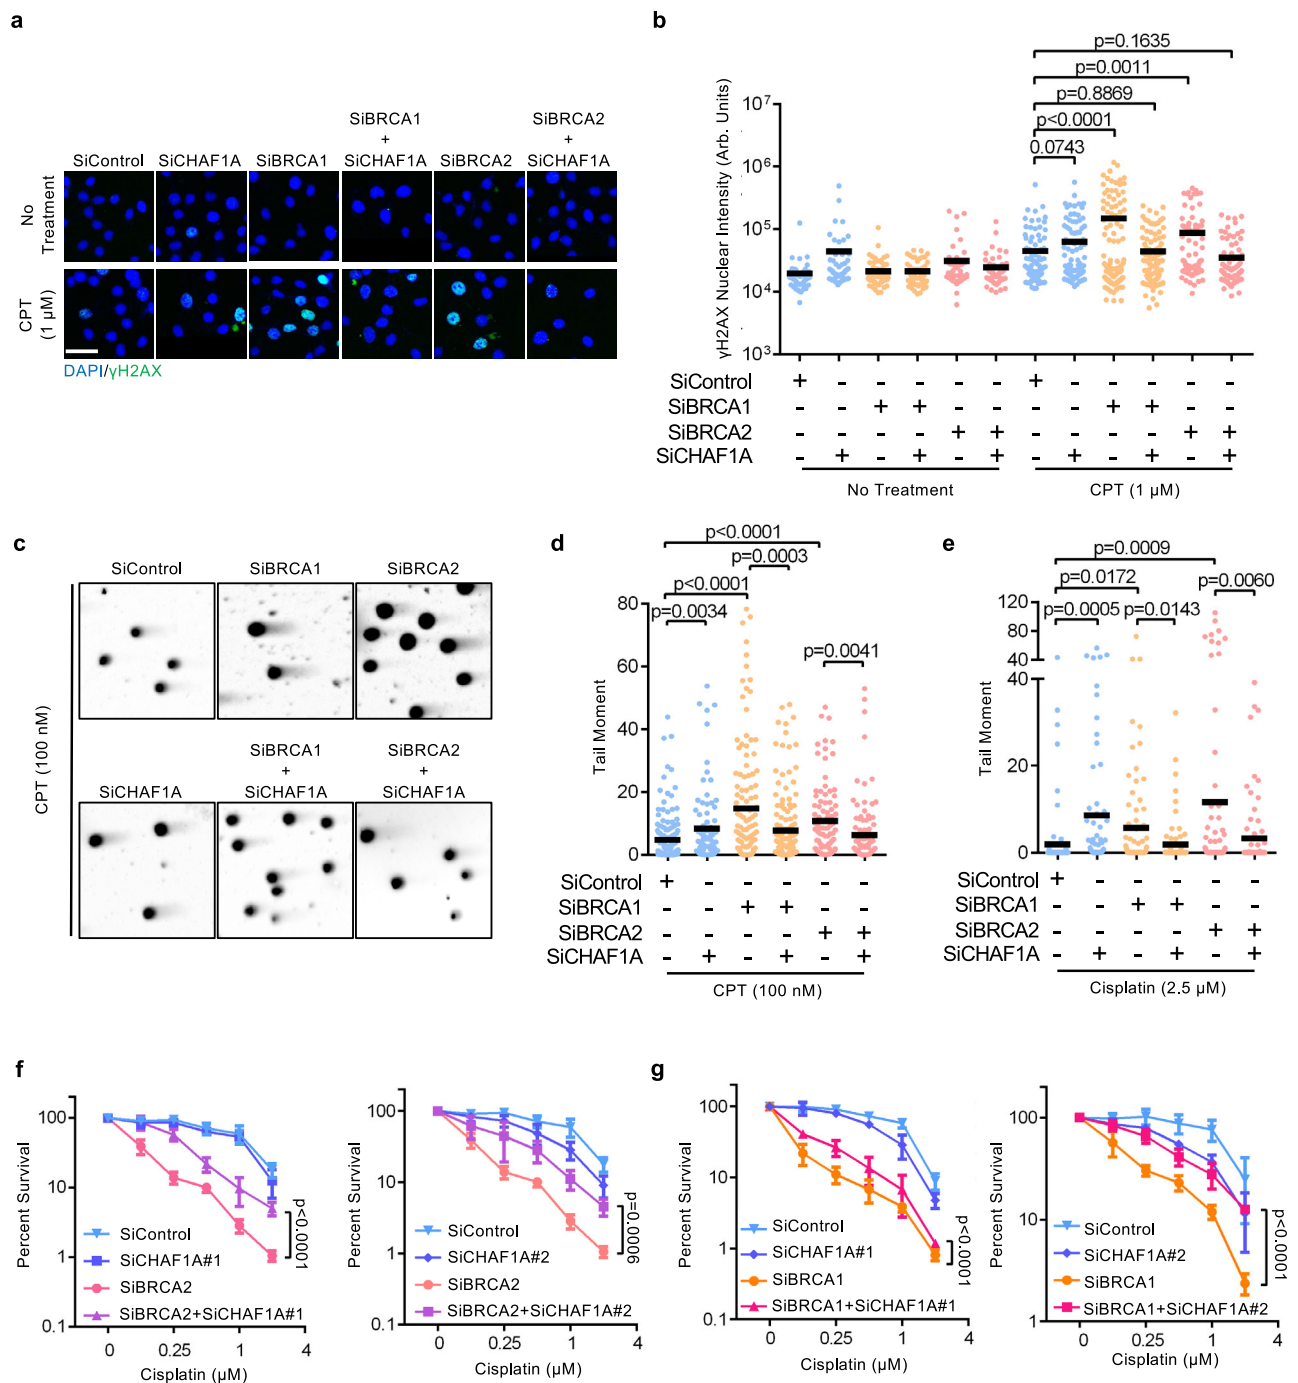 a
SiBRCA1 SiBRCA2
+ +
SiControl SiCHAF1A SiBRCA1 SiCHAF1A SiBRCA2 SiCHAF1A
No
Treatment
CPT
(1 µM)
DAPI/γH2AX
b
p=0.1635
p=0.0011
p=0.8869
p<0.0001
0.0743
γH2AX Nuclear Intensity (Arb. Units)
10⁷
10⁶
10⁵
10⁴
10³
SiControl + - - - - - + - - - - -
SiBRCA1 - - + + - - - - + + - -
SiBRCA2 - - - - + + - - - - + +
SiCHAF1A - + - + - + - + - + - +
No Treatment CPT (1 µM)
c
SiControl SiBRCA1 SiBRCA2
CPT (100 nM)
SiBRCA1 SiBRCA2
+ +
SiCHAF1A SiCHAF1A SiCHAF1A
d
p<0.0001
p=0.0003
p<0.0001
p=0.0034
p=0.0041
Tail Moment
80
60
40
20
0
SiControl + - - - - -
SiBRCA1 - - + + - -
SiBRCA2 - - - - + +
SiCHAF1A - + - + - +
CPT (100 nM)
e
p=0.0009
p=0.0172 p=0.0060
p=0.0005 p=0.0143
Tail Moment
120
80
40
40
20
0
SiControl + - - - - -
SiBRCA1 - - + + - -
SiBRCA2 - - - - + +
SiCHAF1A - + - + - +
Cisplatin (2.5 µM)
f
Percent Survival
100
10
1
0.1
SiControl
SiCHAF1A#1
SiBRCA2
SiBRCA2+SiCHAF1A#1
p<0.0001
0 0.25 1 4
Cisplatin (µM)
Percent Survival
100
10
1
0.1
SiControl
SiCHAF1A#2
SiBRCA2
SiBRCA2+SiCHAF1A#2
p=0.0006
0 0.25 1 4
Cisplatin (µM)
g
Percent Survival
100
10
1
0.1
SiControl
SiCHAF1A#1
SiBRCA1
SiBRCA1+SiCHAF1A#1
p<0.0001
0 0.25 1 4
Cisplatin (µM)
Percent Survival
100
10
1
SiControl
SiCHAF1A#2
SiBRCA1
SiBRCA1+SiCHAF1A#2
p<0.0001
0 0.25 1 4
Cisplatin (µM)